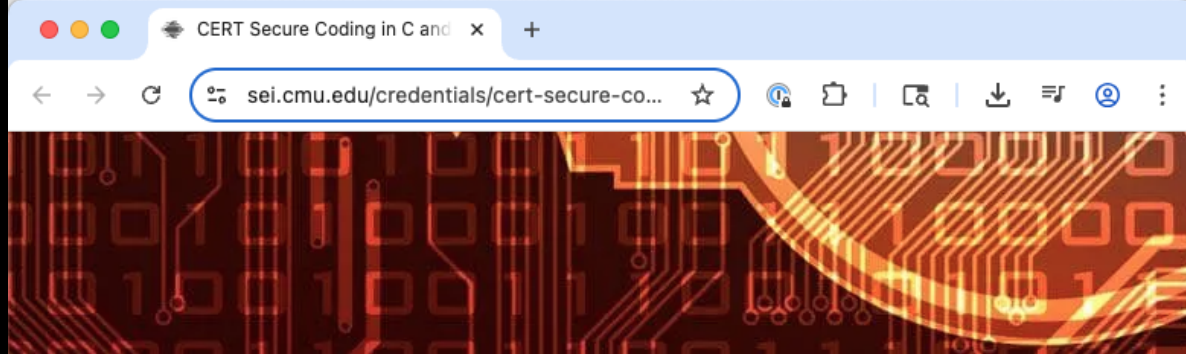 CERT Secure Coding in C and
sei.cmu.edu/credentials/cert-secure-co...